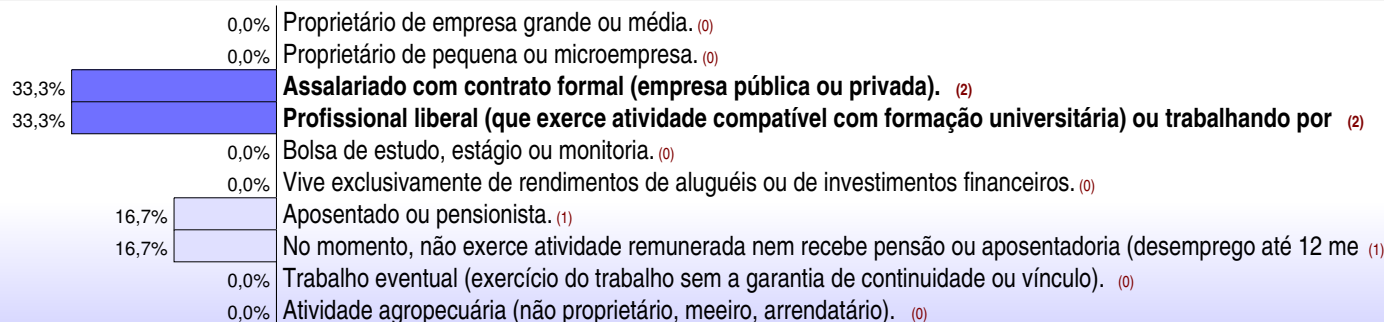 0,0% Proprietário de empresa grande ou média. (0)
0,0% Proprietário de pequena ou microempresa. (0)
33,3% Assalariado com contrato formal (empresa pública ou privada). (2)
33,3% Profissional liberal (que exerce atividade compatível com formação universitária) ou trabalhando por (2)
0,0% Bolsa de estudo, estágio ou monitoria. (0)
0,0% Vive exclusivamente de rendimentos de aluguéis ou de investimentos financeiros. (0)
16,7% Aposentado ou pensionista. (1)
16,7% No momento, não exerce atividade remunerada nem recebe pensão ou aposentadoria (desemprego até 12 me (1)
0,0% Trabalho eventual (exercício do trabalho sem a garantia de continuidade ou vínculo). (0)
0,0% Atividade agropecuária (não proprietário, meeiro, arrendatário). (0)